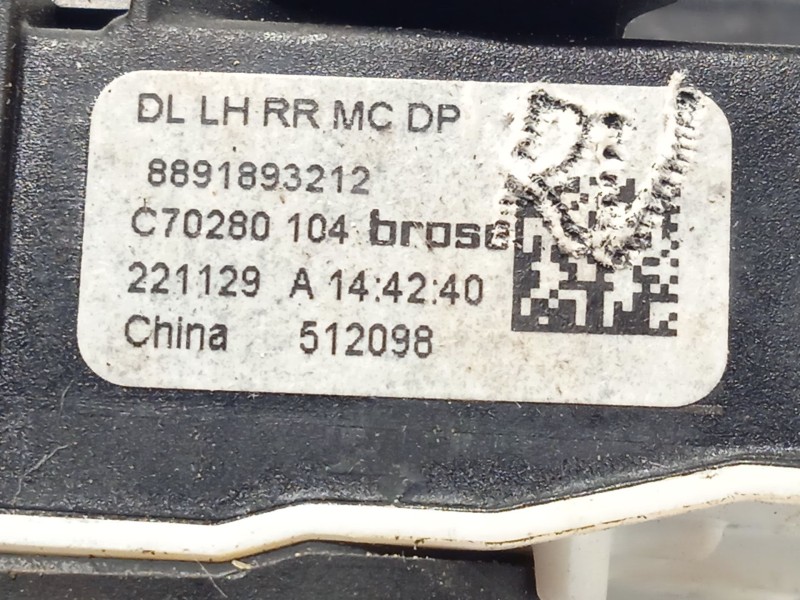 DL LH RR MC DP
8891893212
C70280 104 brose
221129 A 14:42:40
China 512098